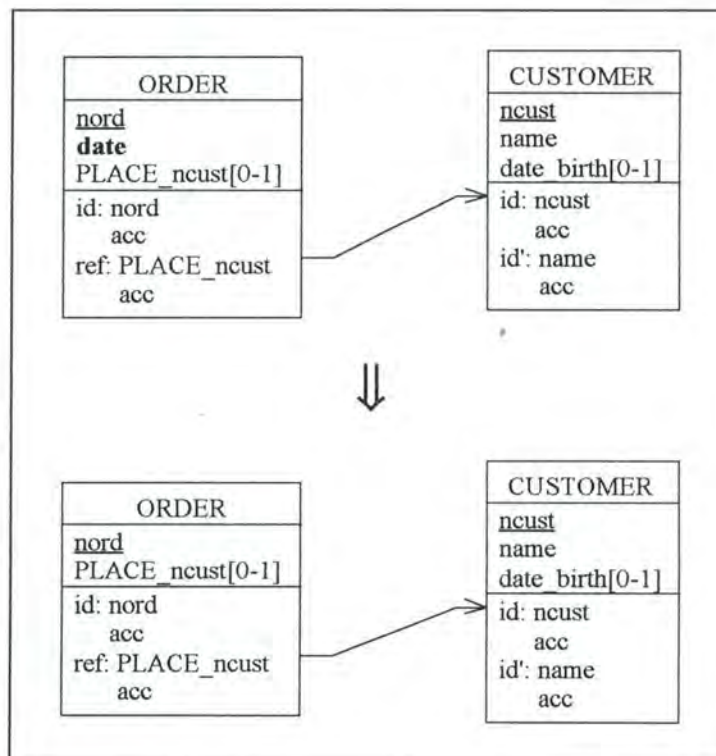 ORDER
nord
date
PLACE_ncust[0-1]
id: nord
acc
ref: PLACE_ncust
acc
CUSTOMER
ncust
name
date_birth[0-1]
id: ncust
acc
id': name
acc
⇓
ORDER
nord
PLACE_ncust[0-1]
id: nord
acc
ref: PLACE_ncust
acc
CUSTOMER
ncust
name
date_birth[0-1]
id: ncust
acc
id': name
acc